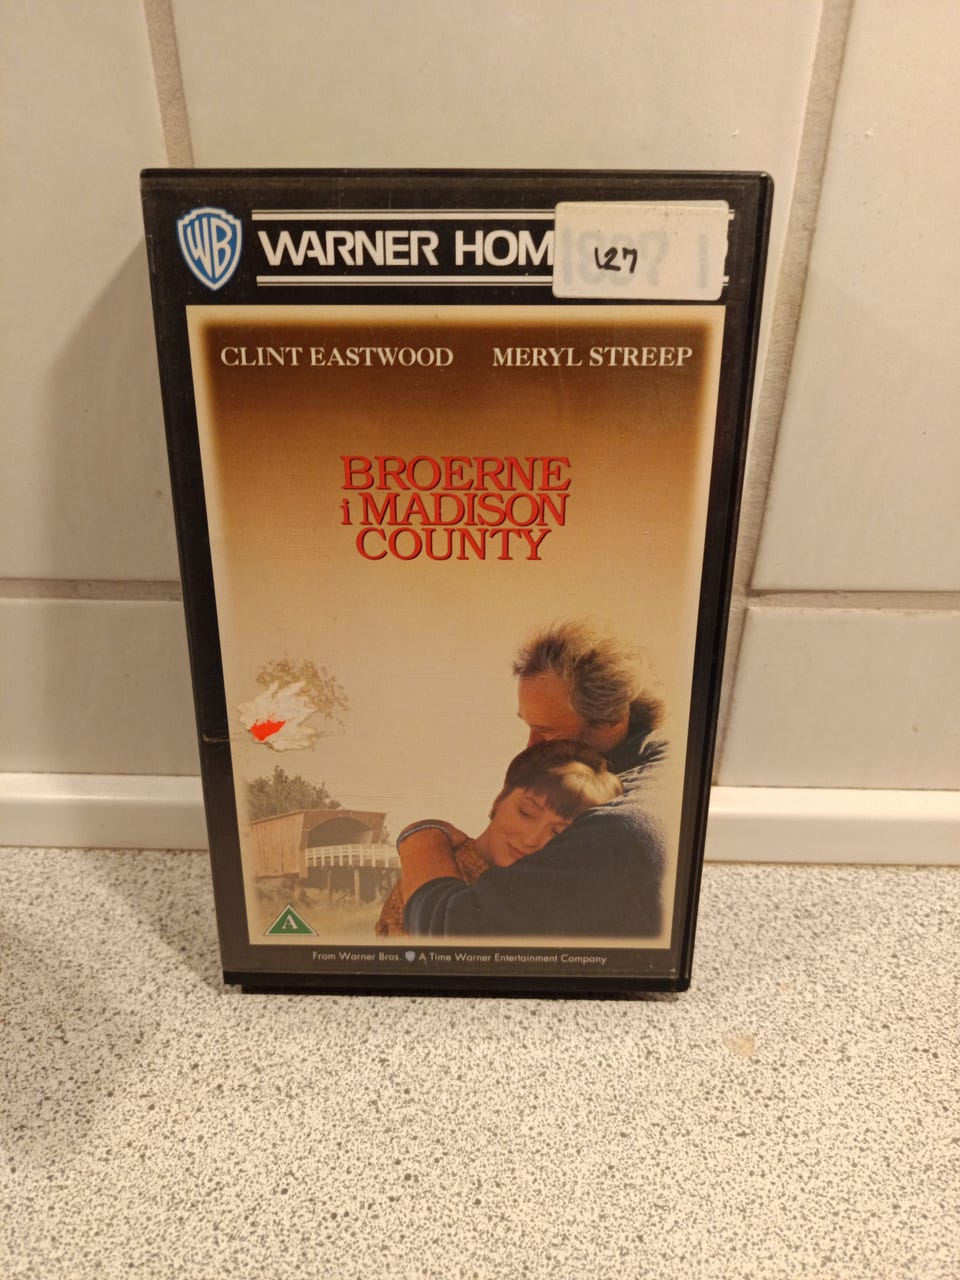 WB
WARNER HOM
127
CLINT EASTWOOD MERYL STREEP
BROERNE
i MADISON
COUNTY
A
From Warner Bros. A Time Warner Entertainment Company